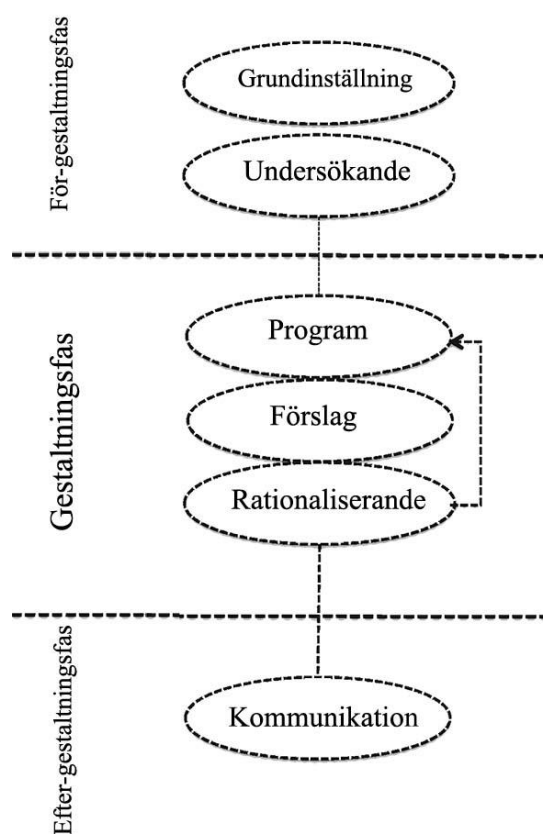 För-gestaltningsfas
Grundinställning
Undersökande
Gestaltningsfas
Program
Förslag
Rationaliserande
Efter-gestaltningsfas
Kommunikation